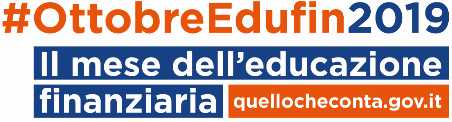 #OttobreEdufin2019
Il mese dell'educazione
finanziaria quellocheconta.gov.it